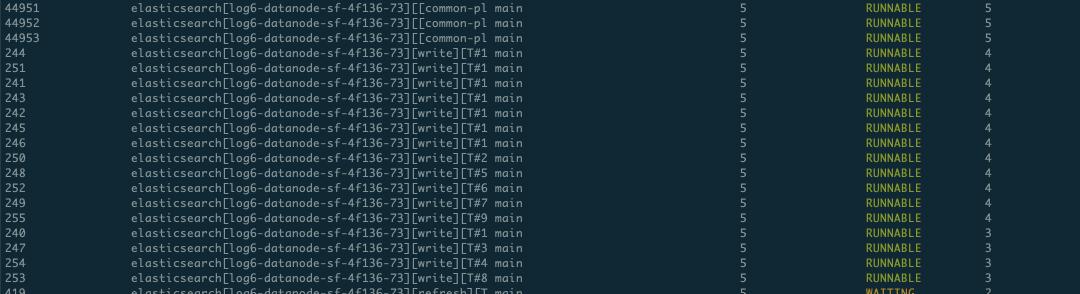 44951 elasticsearch[log6-datanode-sf-4f136-73][[common-pl main 5 RUNNABLE 5
44952 elasticsearch[log6-datanode-sf-4f136-73][[common-pl main 5 RUNNABLE 5
44953 elasticsearch[log6-datanode-sf-4f136-73][[common-pl main 5 RUNNABLE 5
244 elasticsearch[log6-datanode-sf-4f136-73][write][T#1 main 5 RUNNABLE 4
251 elasticsearch[log6-datanode-sf-4f136-73][write][T#1 main 5 RUNNABLE 4
241 elasticsearch[log6-datanode-sf-4f136-73][write][T#1 main 5 RUNNABLE 4
243 elasticsearch[log6-datanode-sf-4f136-73][write][T#1 main 5 RUNNABLE 4
242 elasticsearch[log6-datanode-sf-4f136-73][write][T#1 main 5 RUNNABLE 4
245 elasticsearch[log6-datanode-sf-4f136-73][write][T#1 main 5 RUNNABLE 4
246 elasticsearch[log6-datanode-sf-4f136-73][write][T#1 main 5 RUNNABLE 4
250 elasticsearch[log6-datanode-sf-4f136-73][write][T#2 main 5 RUNNABLE 4
248 elasticsearch[log6-datanode-sf-4f136-73][write][T#5 main 5 RUNNABLE 4
252 elasticsearch[log6-datanode-sf-4f136-73][write][T#6 main 5 RUNNABLE 4
249 elasticsearch[log6-datanode-sf-4f136-73][write][T#7 main 5 RUNNABLE 4
255 elasticsearch[log6-datanode-sf-4f136-73][write][T#9 main 5 RUNNABLE 4
240 elasticsearch[log6-datanode-sf-4f136-73][write][T#1 main 5 RUNNABLE 3
247 elasticsearch[log6-datanode-sf-4f136-73][write][T#3 main 5 RUNNABLE 3
254 elasticsearch[log6-datanode-sf-4f136-73][write][T#4 main 5 RUNNABLE 3
253 elasticsearch[log6-datanode-sf-4f136-73][write][T#8 main 5 RUNNABLE 3
419 elasticsearch[log6-datanode-sf-4f136-73][refresh][T main 5 WAITING 2